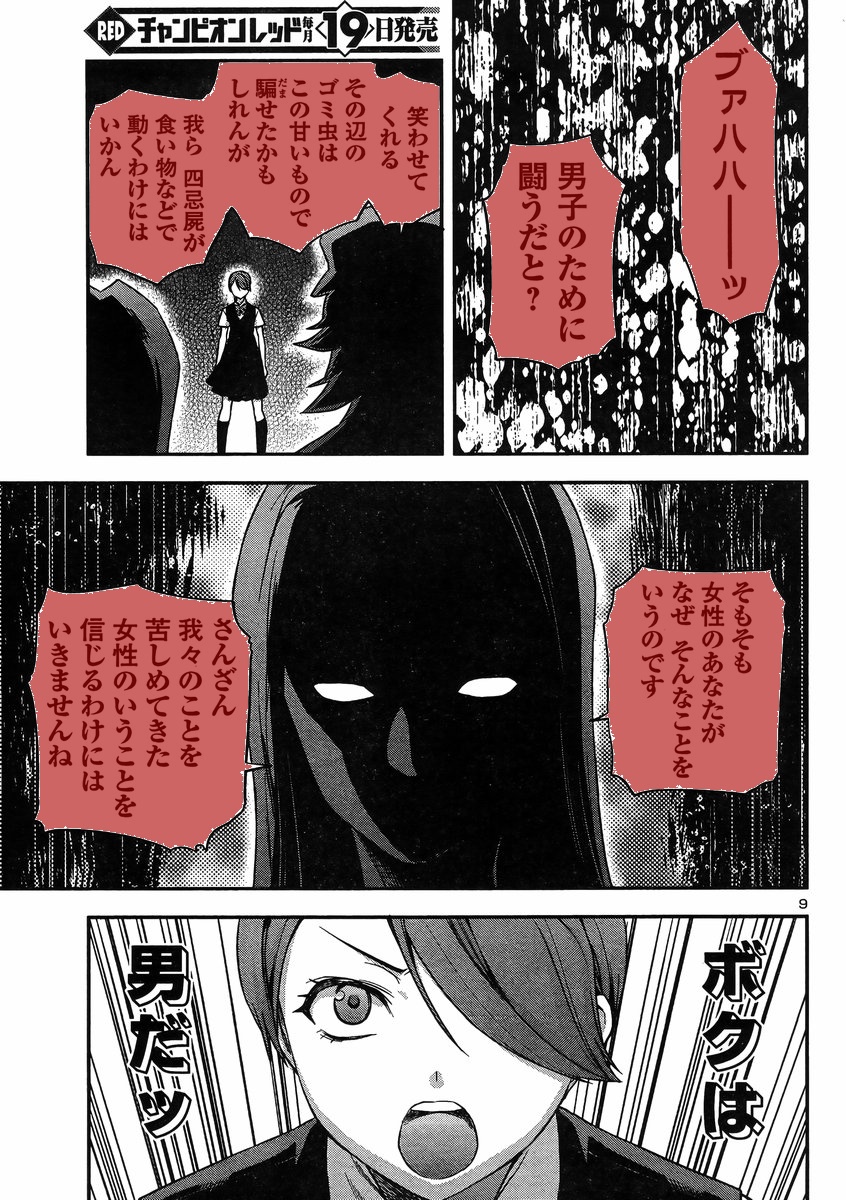 RED チャンピオンレッド毎月19日発売
ブァハハ――ッ
男子のために
闘うだと?
笑わせて
くれる
その辺の
ゴミ虫は
この甘いもので
騙せたかも
だま
しれんが
我ら 四忌屍が
食い物などで
動くわけには
いかん
そもそも
女性のあなたが
なぜ そんなことを
いうのです
さんざん
我々のことを
苦しめてきた
女性のいうことを
信じるわけには
いきませんね
9
ボクは
男だッ